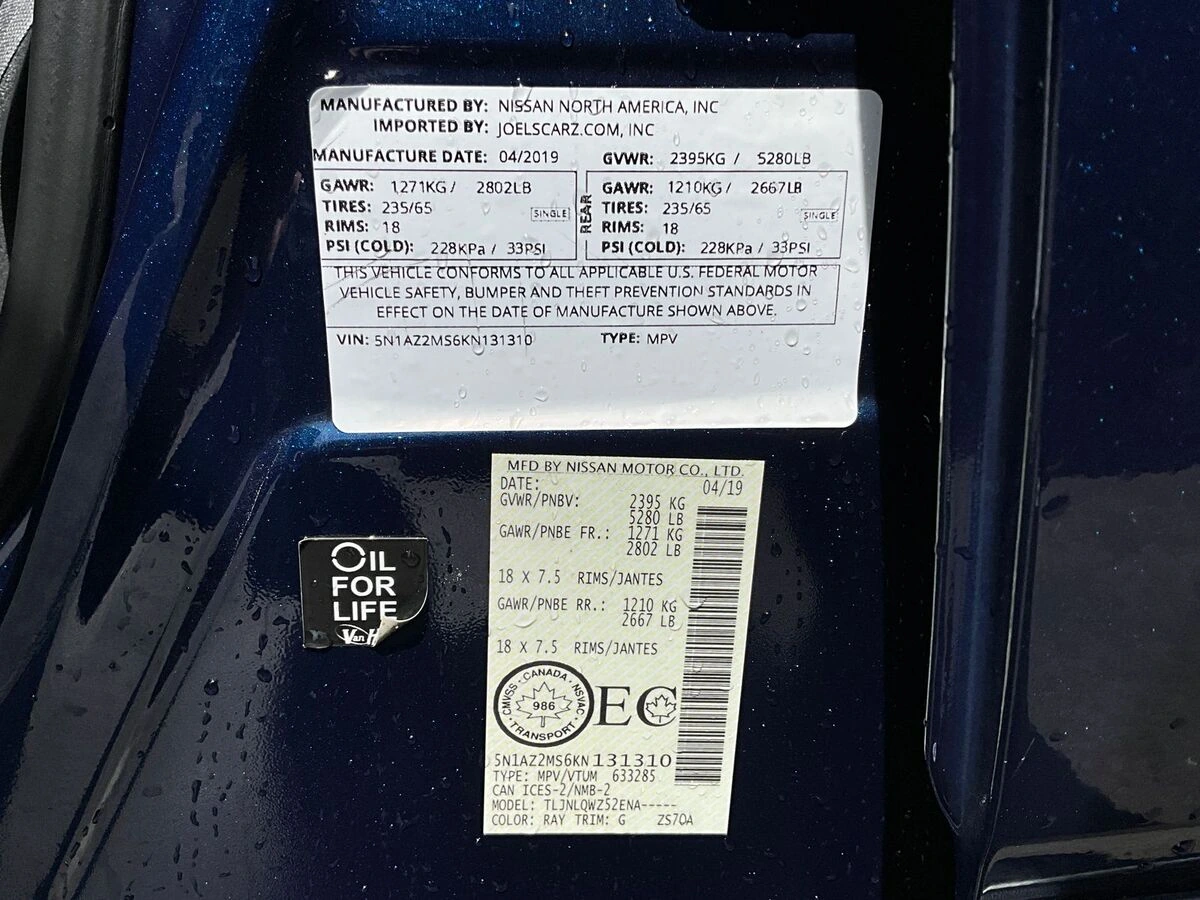 MANUFACTURED BY: NISSAN NORTH AMERICA, INC
IMPORTED BY: JOELSCARZ.COM, INC
MANUFACTURE DATE: 04/2019 GVWR: 2395KG / 5280LB
GAWR: 1271KG / 2802LB
TIRES: 235/65
SINGLE
RIMS: 18
PSI (COLD): 228KPa / 33PSI
REAR
GAWR: 1210KG / 2667LB
TIRES: 235/65
SINGLE
RIMS: 18
PSI (COLD): 228KPa / 33PSI
THIS VEHICLE CONFORMS TO ALL APPLICABLE U.S. FEDERAL MOTOR
VEHICLE SAFETY, BUMPER AND THEFT PREVENTION STANDARDS IN
EFFECT ON THE DATE OF MANUFACTURE SHOWN ABOVE.
VIN: 5N1AZ2MS6KN131310 TYPE: MPV
OIL
FOR
LIFE
Van H
MFD BY NISSAN MOTOR CO., LTD.
DATE: 04/19
GVWR/PNBV: 2395 KG
5280 LB
GAWR/PNBE FR.: 1271 KG
2802 LB
18 X 7.5 RIMS/JANTES
GAWR/PNBE RR.: 1210 KG
2667 LB
18 X 7.5 RIMS/JANTES
CMVSS · CANADA · NSVAC · TRANSPORT ·
986
EC
5N1AZ2MS6KN131310
TYPE: MPV/VTUM 633285
CAN ICES-2/NMB-2
MODEL: TLJNLQWZ52ENA-----
COLOR: RAY TRIM: G ZS70A